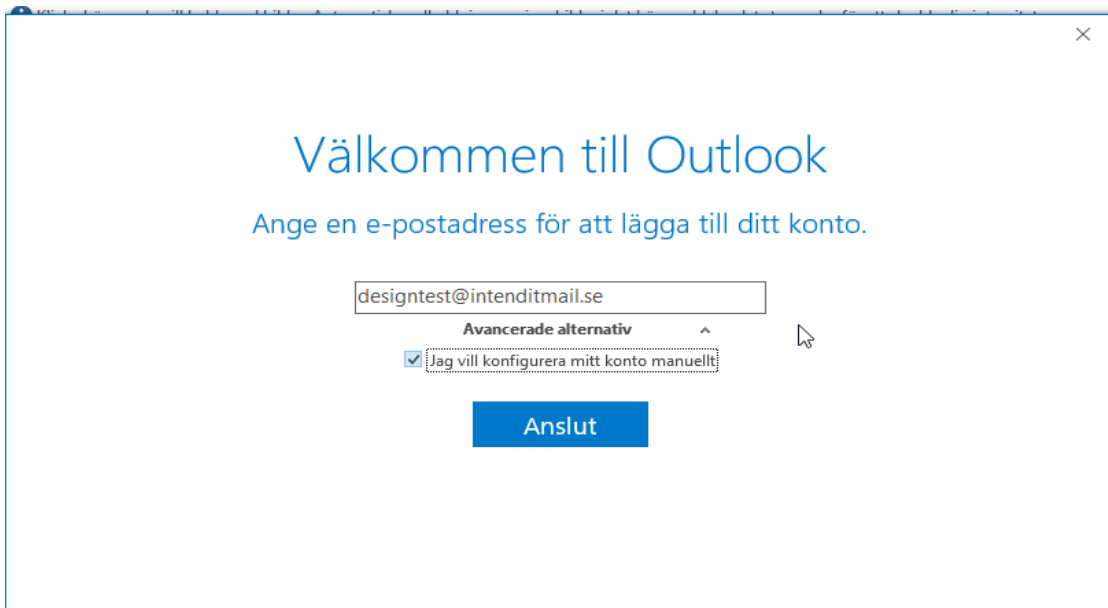 Välkommen till Outlook
Ange en e-postadress för att lägga till ditt konto.
designtest@intenditmail.se
Avancerade alternativ
Jag vill konfigurera mitt konto manuellt
Anslut